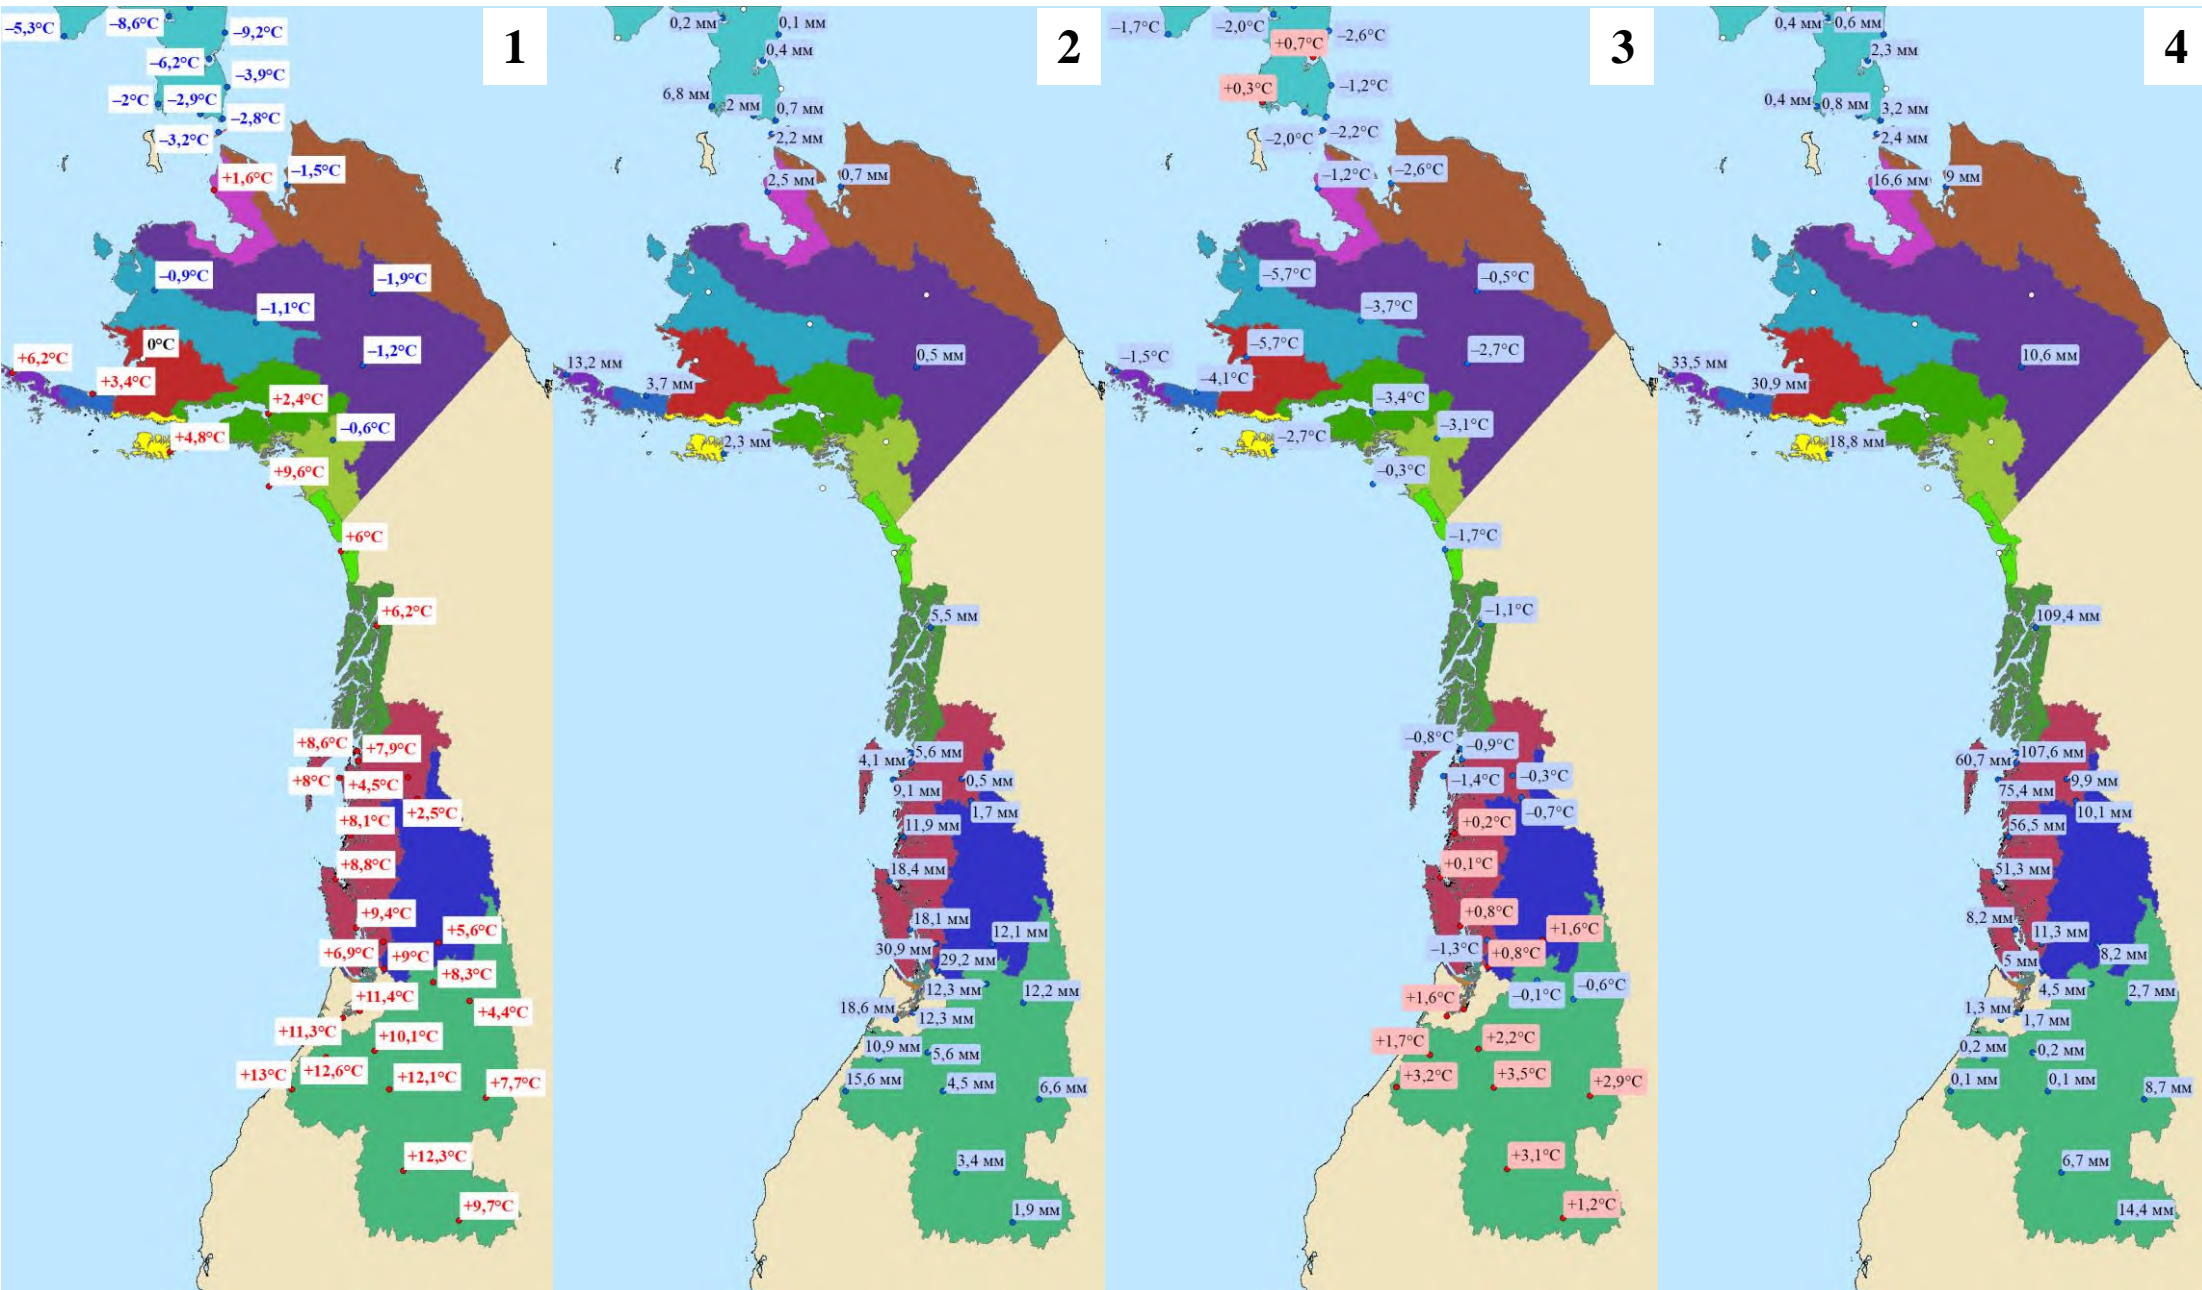 1
–5,3°C
–8,6°C
–9,2°C
–6,2°C
–3,9°C
–2°C
–2,9°C
–2,8°C
–3,2°C
+1,6°C
–1,5°C
–0,9°C
–1,9°C
–1,1°C
0°C
–1,2°C
+6,2°C
+3,4°C
+2,4°C
–0,6°C
+4,8°C
+9,6°C
+6°C
+6,2°C
+8,6°C
+7,9°C
+8°C
+4,5°C
+2,5°C
+8,1°C
+8,8°C
+9,4°C
+5,6°C
+6,9°C
+9°C
+8,3°C
+11,4°C
+4,4°C
+11,3°C
+10,1°C
+13°C
+12,6°C
+12,1°C
+7,7°C
+12,3°C
+9,7°C
2
0,2 мм
0,1 мм
0,4 мм
6,8 мм
2 мм
0,7 мм
2,2 мм
2,5 мм
0,7 мм
0,5 мм
13,2 мм
3,7 мм
2,3 мм
5,5 мм
5,6 мм
4,1 мм
0,5 мм
9,1 мм
1,7 мм
11,9 мм
18,4 мм
18,1 мм
12,1 мм
30,9 мм
29,2 мм
12,3 мм
12,2 мм
18,6 мм
12,3 мм
10,9 мм
5,6 мм
15,6 мм
4,5 мм
6,6 мм
3,4 мм
1,9 мм
3
–1,7°C
–2,0°C
–2,6°C
+0,7°C
+0,3°C
–1,2°C
–2,0°C
–2,2°C
–1,2°C
–2,6°C
–5,7°C
–0,5°C
–3,7°C
–5,7°C
–2,7°C
–1,5°C
–4,1°C
–3,4°C
–3,1°C
–2,7°C
–0,3°C
–1,7°C
–1,1°C
–0,8°C
–0,9°C
–1,4°C
–0,3°C
–0,7°C
+0,2°C
+0,1°C
+0,8°C
+1,6°C
–1,3°C
+0,8°C
–0,1°C
–0,6°C
+1,6°C
+1,7°C
+2,2°C
+3,2°C
+3,5°C
+2,9°C
+3,1°C
+1,2°C
4
0,4 мм
0,6 мм
2,3 мм
0,4 мм
0,8 мм
3,2 мм
2,4 мм
16,6 мм
9 мм
10,6 мм
33,5 мм
30,9 мм
18,8 мм
109,4 мм
107,6 мм
60,7 мм
9,9 мм
75,4 мм
10,1 мм
56,5 мм
51,3 мм
8,2 мм
11,3 мм
8,2 мм
5 мм
4,5 мм
2,7 мм
1,3 мм
1,7 мм
0,2 мм
0,2 мм
0,1 мм
0,1 мм
8,7 мм
6,7 мм
14,4 мм